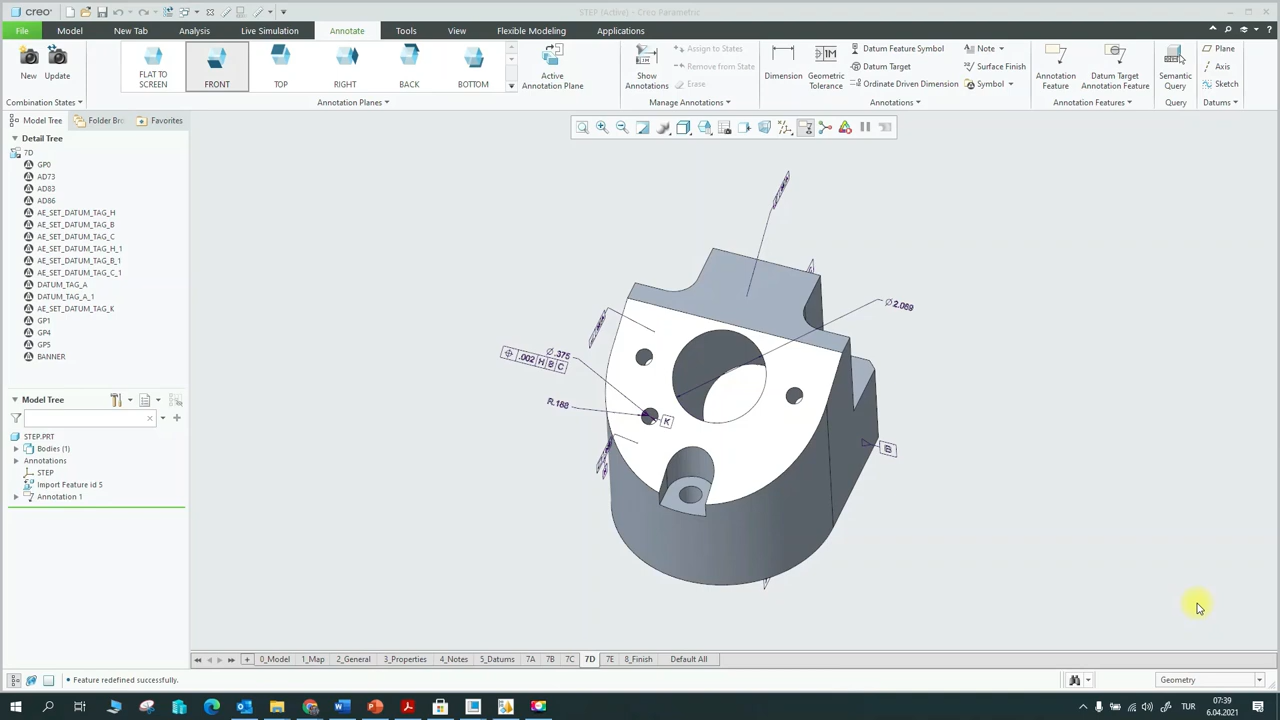 creo
STEP (Active) - Creo Parametric
File
Model
New Tab
Analysis
Live Simulation
Annotate
Tools
View
Flexible Modeling
Applications
New
Update
Combination States
FLAT TO SCREEN
FRONT
TOP
RIGHT
BACK
BOTTOM
Active Annotation Plane
Annotation Planes
Show Annotations
Assign to States
Remove from State
Erase
Manage Annotations
Dimension
Geometric Tolerance
Datum Feature Symbol
Datum Target
Ordinate Driven Dimension
Note
Surface Finish
Symbol
Annotations
Annotation Feature
Datum Target Annotation Feature
Annotation Features
Semantic Query
Query
Plane
Axis
Sketch
Datums
Model Tree
Folder Bro
Favorites
Detail Tree
7D
GP0
AD73
AD83
AD86
AE_SET_DATUM_TAG_H
AE_SET_DATUM_TAG_B
AE_SET_DATUM_TAG_C
AE_SET_DATUM_TAG_H_1
AE_SET_DATUM_TAG_B_1
AE_SET_DATUM_TAG_C_1
DATUM_TAG_A
DATUM_TAG_A_1
AE_SET_DATUM_TAG_K
GP1
GP4
GP5
BANNER
Model Tree
STEP.PRT
Bodies (1)
Annotations
STEP
Import Feature id 5
Annotation 1
Ø2.069
Ø.375
.002 H B C
R.188
K
B
0_Model
1_Map
2_General
3_Properties
4_Notes
5_Datums
7A
7B
7C
7D
7E
8_Finish
Default All
• Feature redefined successfully.
Geometry
TUR
07:39
6.04.2021